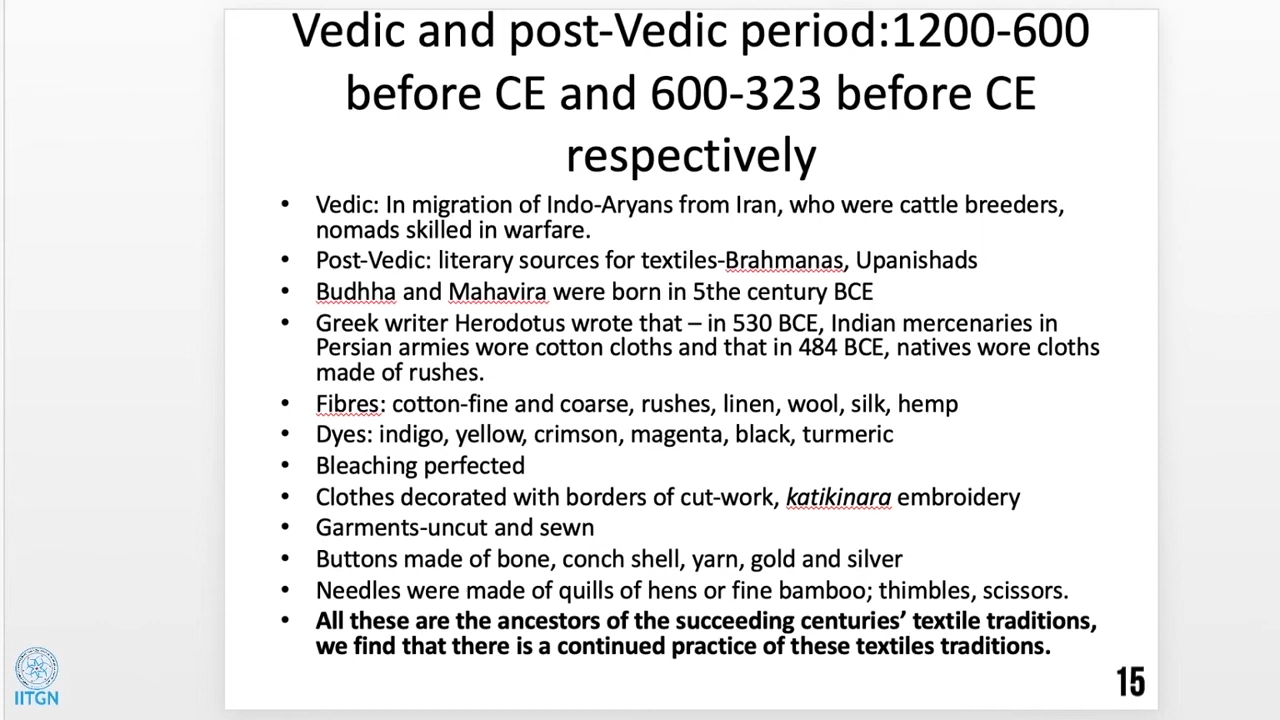 Vedic and post-Vedic period:1200-600
before CE and 600-323 before CE
respectively
• Vedic: In migration of Indo-Aryans from Iran, who were cattle breeders,
nomads skilled in warfare.
• Post-Vedic: literary sources for textiles-Brahmanas, Upanishads
• Budhha and Mahavira were born in 5the century BCE
• Greek writer Herodotus wrote that – in 530 BCE, Indian mercenaries in
Persian armies wore cotton cloths and that in 484 BCE, natives wore cloths
made of rushes.
• Fibres: cotton-fine and coarse, rushes, linen, wool, silk, hemp
• Dyes: indigo, yellow, crimson, magenta, black, turmeric
• Bleaching perfected
• Clothes decorated with borders of cut-work, katikinara embroidery
• Garments-uncut and sewn
• Buttons made of bone, conch shell, yarn, gold and silver
• Needles were made of quills of hens or fine bamboo; thimbles, scissors.
• All these are the ancestors of the succeeding centuries’ textile traditions,
we find that there is a continued practice of these textiles traditions.
15
IITGN